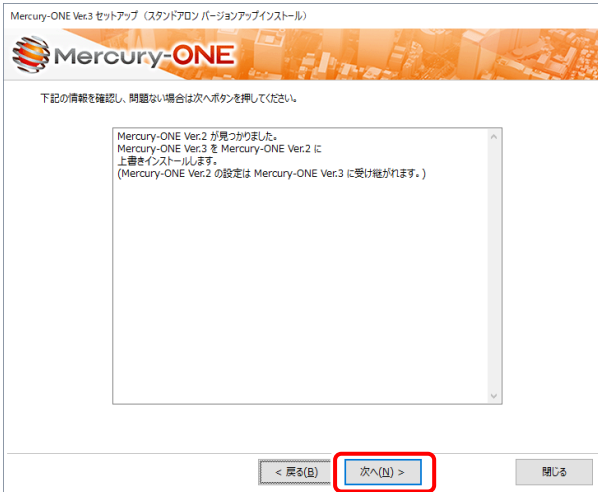 Mercury-ONE Ver.3 セットアップ（スタンドアロン バージョンアップインストール）
Mercury-ONE
下記の情報を確認し、問題ない場合は次へボタンを押してください。
Mercury-ONE Ver.2 が見つかりました。
Mercury-ONE Ver.3 を Mercury-ONE Ver.2 に
上書きインストールします。
(Mercury-ONE Ver.2 の設定は Mercury-ONE Ver.3 に受け継がれます。)
< 戻る(B)
次へ(N) >
閉じる